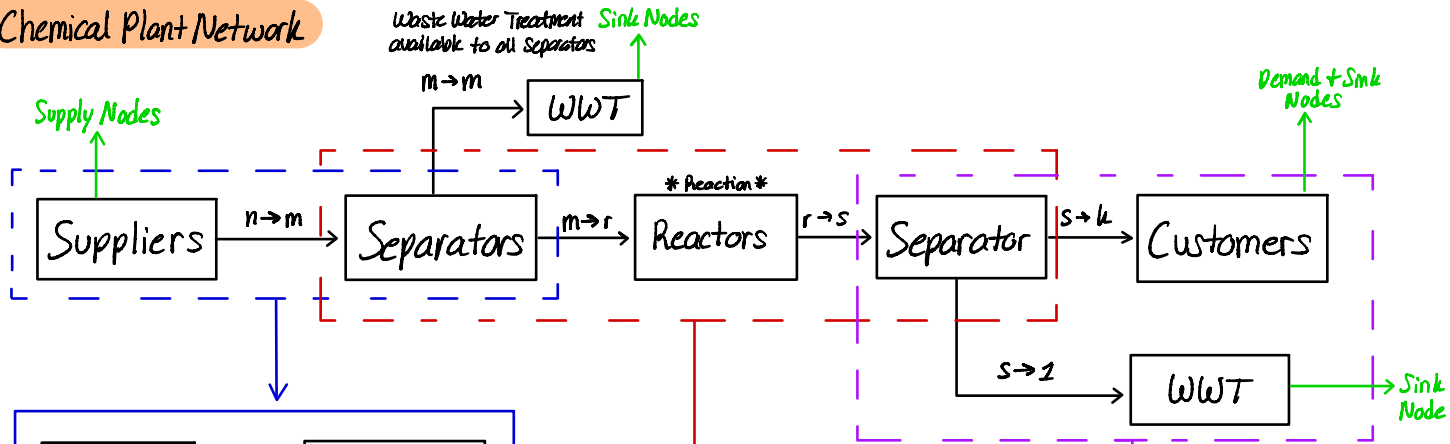 Chemical Plant Network
Waste Water Treatment
available to all Separators
Sink Nodes
m→m
WWT
Supply Nodes
Demand + Sink
Nodes
Suppliers
n→m
Separators
m→r
* Reaction *
Reactors
r→s
Separator
s→k
Customers
s→1
WWT
Sink
Node